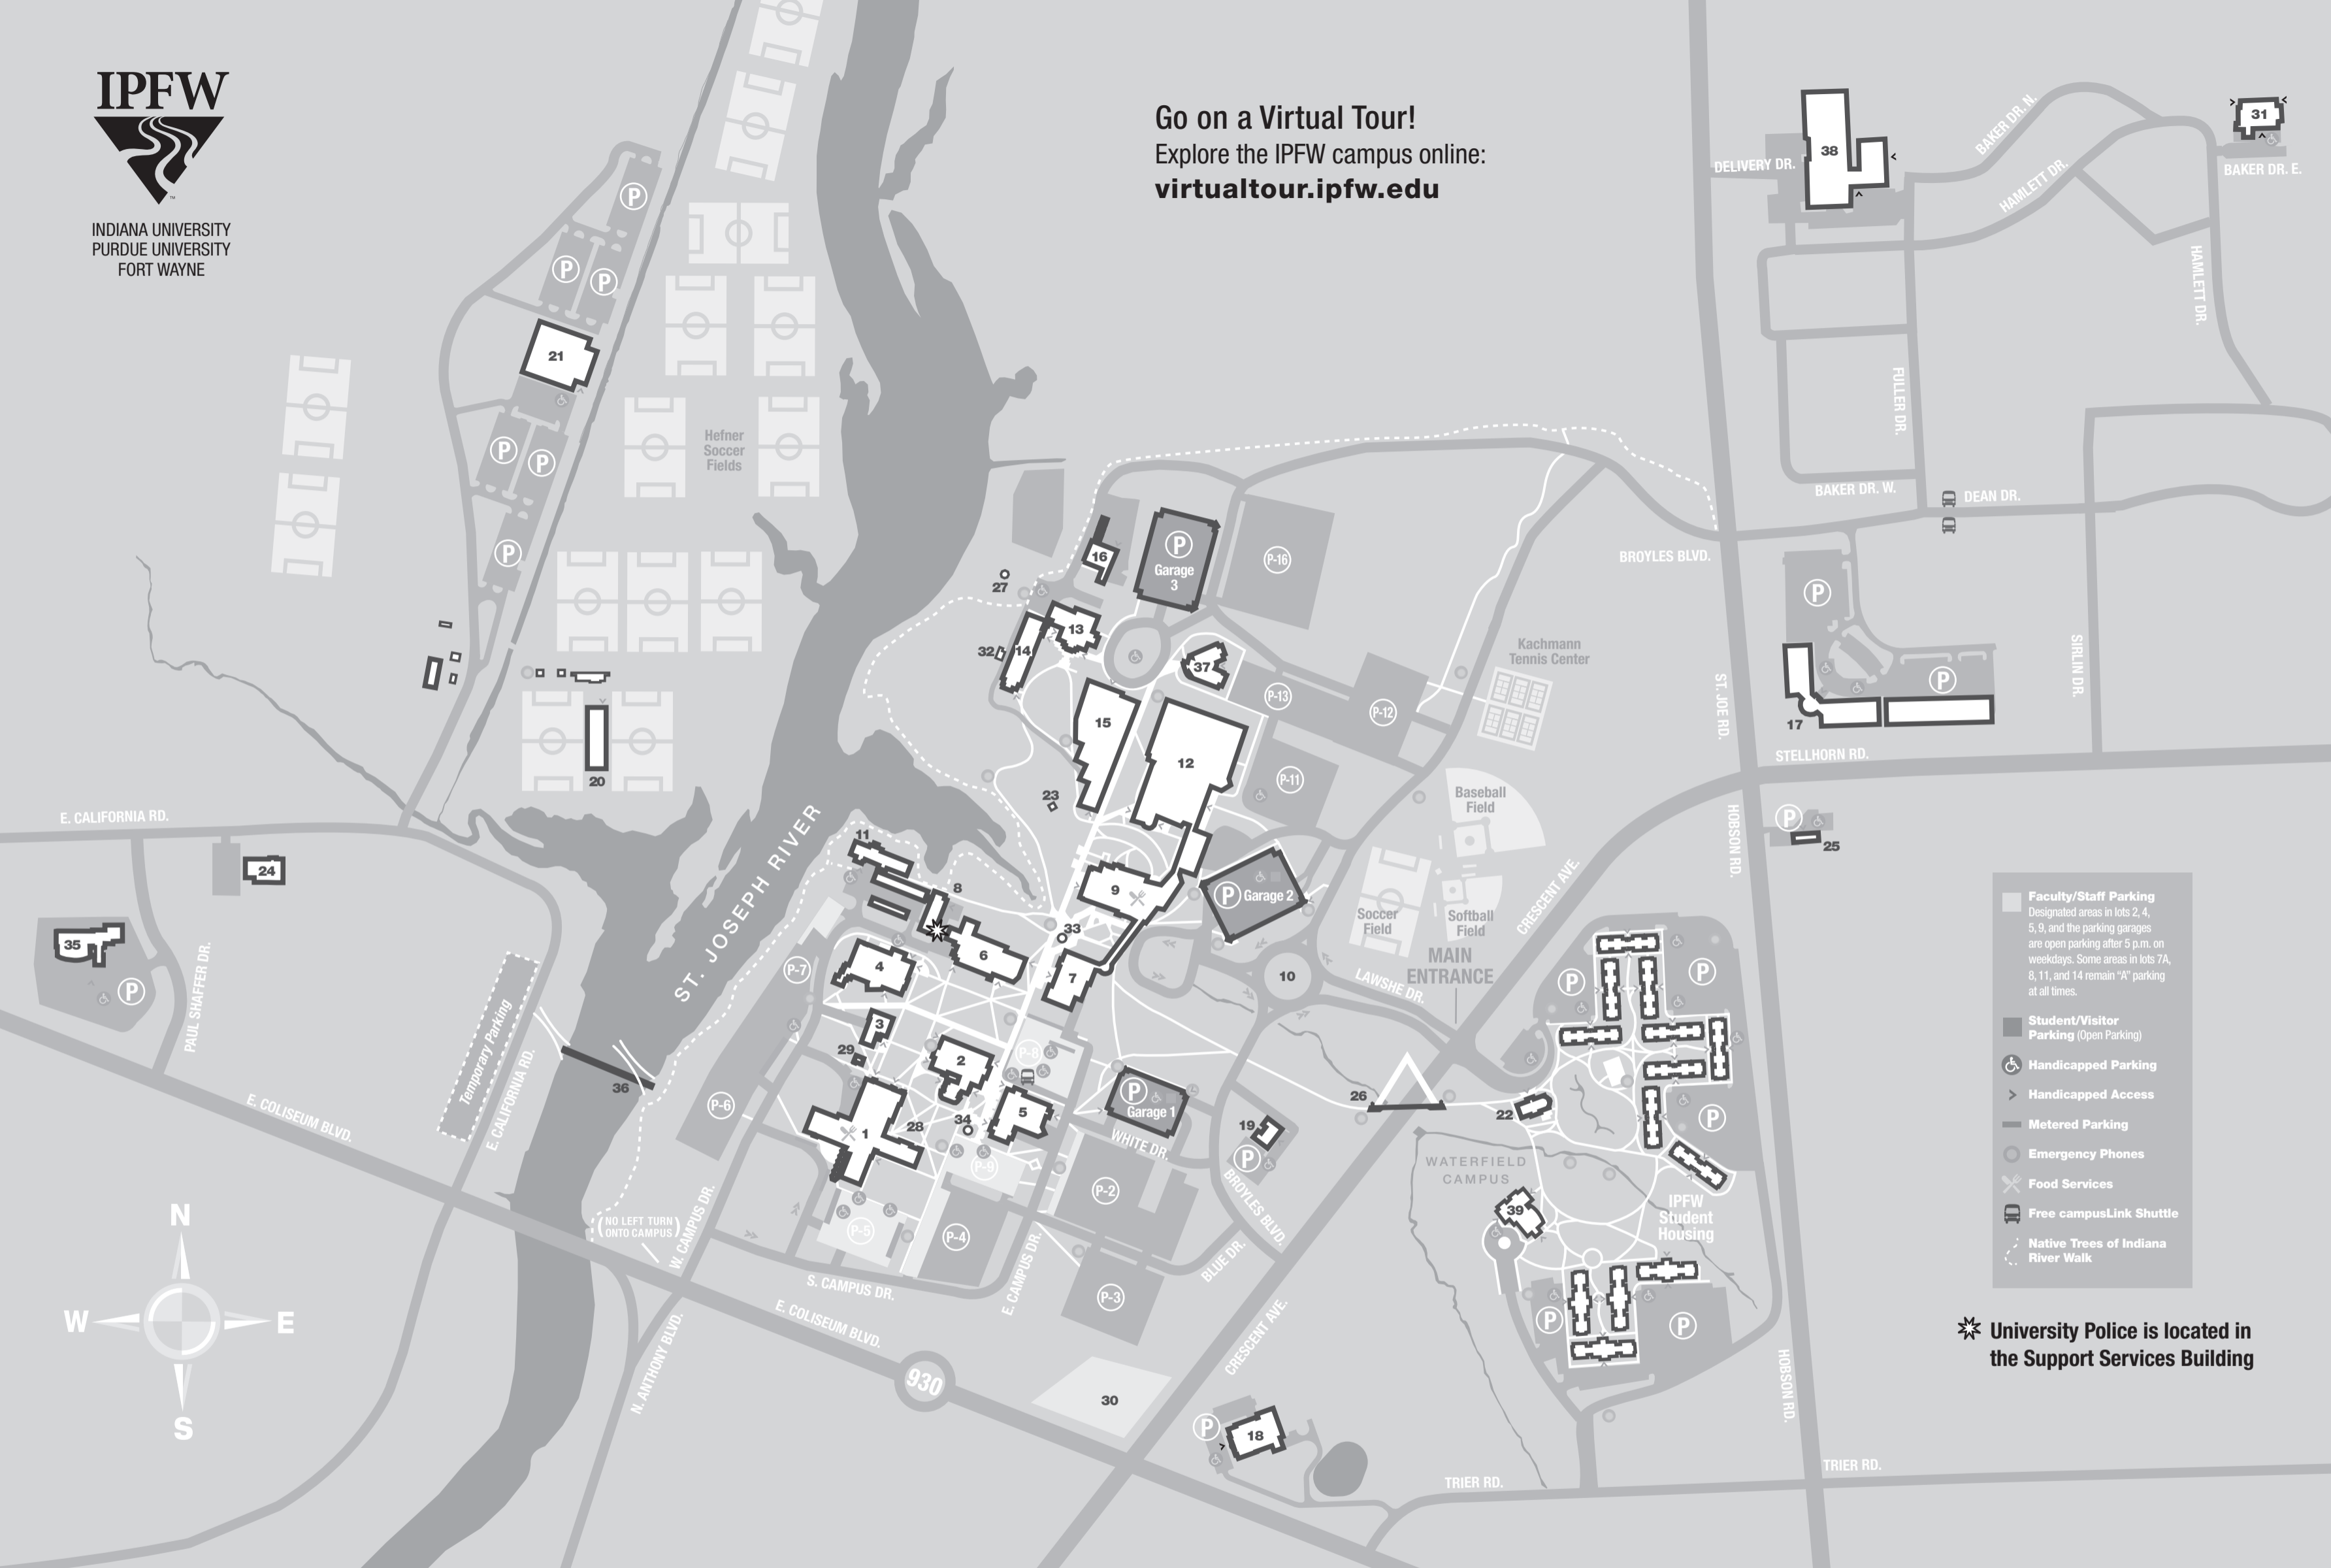 IPFW
™
INDIANA UNIVERSITY
PURDUE UNIVERSITY
FORT WAYNE
Go on a Virtual Tour!
Explore the IPFW campus online:
virtualtour.ipfw.edu
38
31
DELIVERY DR.
BAKER DR. N.
HAMLETT DR.
BAKER DR. E.
HAMLETT DR.
FULLER DR.
BAKER DR. W.
DEAN DR.
BROYLES BLVD.
P
P
P
21
P
P
P
Hefner
Soccer
Fields
20
16
P
Garage
3
P-16
27
13
32
14
37
P-13
P-12
Kachmann
Tennis Center
15
12
P-11
23
P
P
17
SIRLIN DR.
ST. JOE RD.
STELLHORN RD.
HOBSON RD.
P
25
E. CALIFORNIA RD.
24
35
P
PAUL SHAFFER DR.
Temporary Parking
E. CALIFORNIA RD.
ST. JOSEPH RIVER
36
11
8
9
P
Garage 2
33
6
4
7
10
P-7
3
29
2
P-8
P-6
1
28
34
5
P
Garage 1
WHITE DR.
P-9
P-2
P-5
P-4
P-3
Baseball
Field
Soccer
Field
Softball
Field
CRESCENT AVE.
MAIN
ENTRANCE
LAWSHE DR.
26
22
19
P
BROYLES BLVD.
BLUE DR.
WATERFIELD
CAMPUS
39
P
P
P
IPFW
Student
Housing
P
P
(NO LEFT TURN
ONTO CAMPUS)
W. CAMPUS DR.
S. CAMPUS DR.
E. CAMPUS DR.
E. COLISEUM BLVD.
E. COLISEUM BLVD.
N. ANTHONY BLVD.
930
30
CRESCENT AVE.
P
18
TRIER RD.
TRIER RD.
HOBSON RD.
N
W
E
S
Faculty/Staff Parking
Designated areas in lots 2, 4,
5, 9, and the parking garages
are open parking after 5 p.m. on
weekdays. Some areas in lots 7A,
8, 11, and 14 remain “A” parking
at all times.
Student/Visitor
Parking (Open Parking)
Handicapped Parking
Handicapped Access
Metered Parking
Emergency Phones
Food Services
Free campusLink Shuttle
Native Trees of Indiana
River Walk
University Police is located in
the Support Services Building